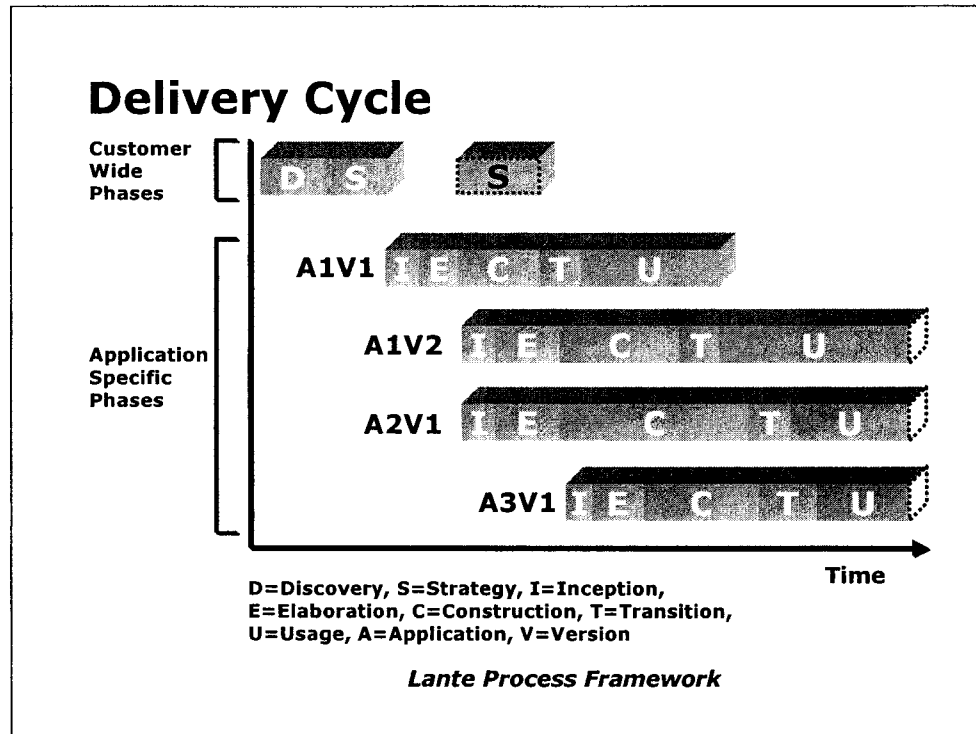 Delivery Cycle
Customer
Wide
Phases
D S
S
A1V1
I E C T U
A1V2
I E C T U
Application
Specific
Phases
A2V1
I E C T U
A3V1
I E C T U
Time
D=Discovery, S=Strategy, I=Inception,
E=Elaboration, C=Construction, T=Transition,
U=Usage, A=Application, V=Version
Lante Process Framework